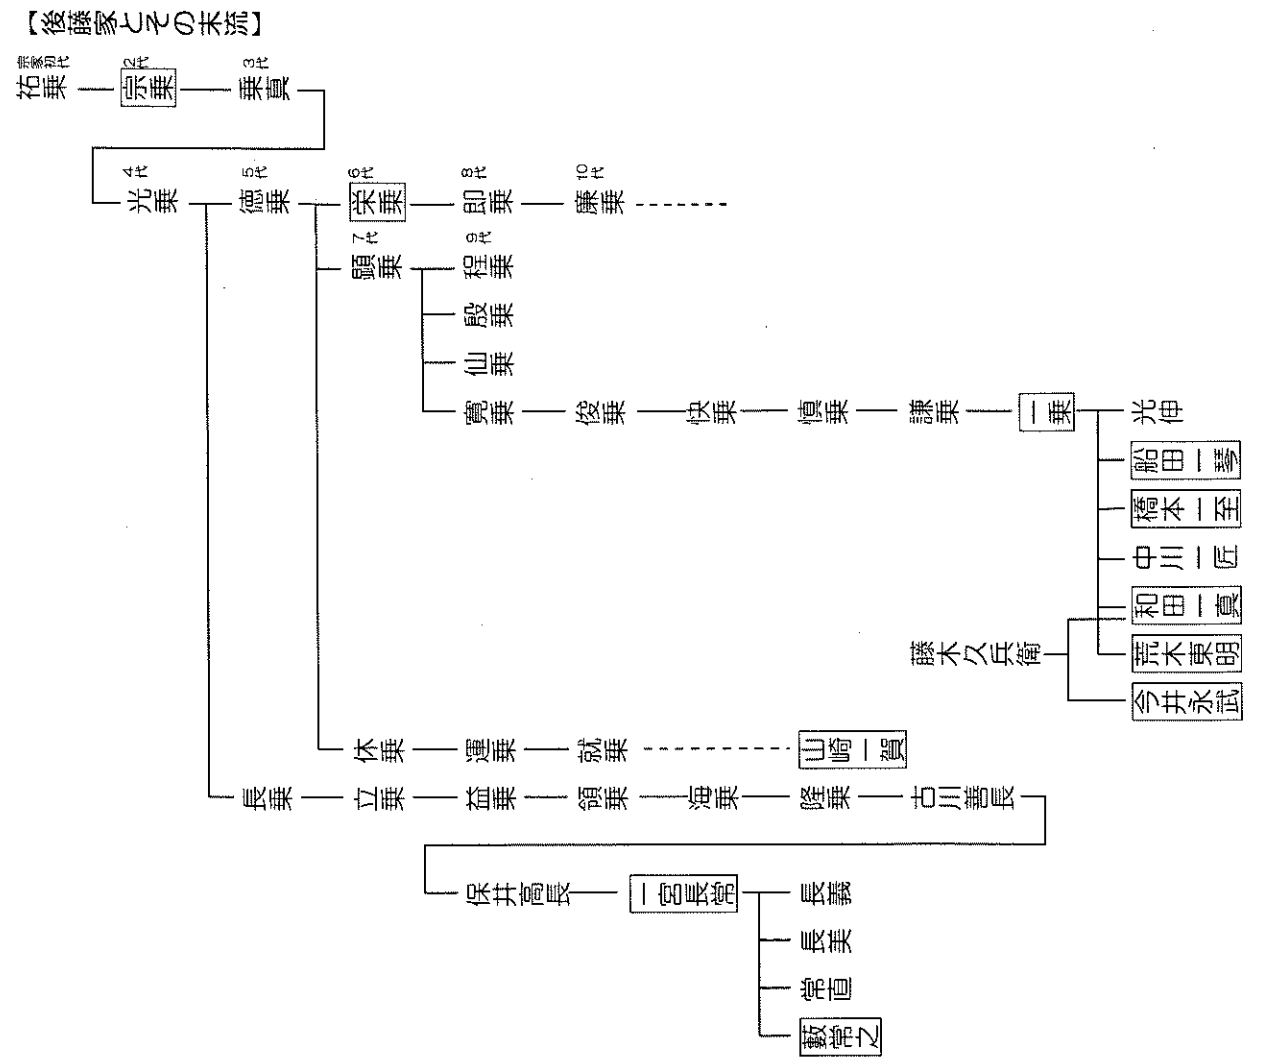 【後藤家とその末流】
宗家初代
祐乗
2代
宗乗
3代
乗真
4代
光乗
5代
徳乗
6代
栄乗
8代
即乗
10代
廉乗
7代
顕乗
9代
程乗
殷乗
仙乗
寛乗
俊乗
快乗
慎乗
謙乗
一乗
光伸
船田一琴
橋本一至
中川一匠
和田一真
藤木久兵衛
荒木東明
今井永武
休乗
運乗
就乗
山崎一賀
長乗
立乗
益乗
領乗
海乗
隆乗
古川善長
保井高長
一宮長常
長義
長美
常直
藪常之